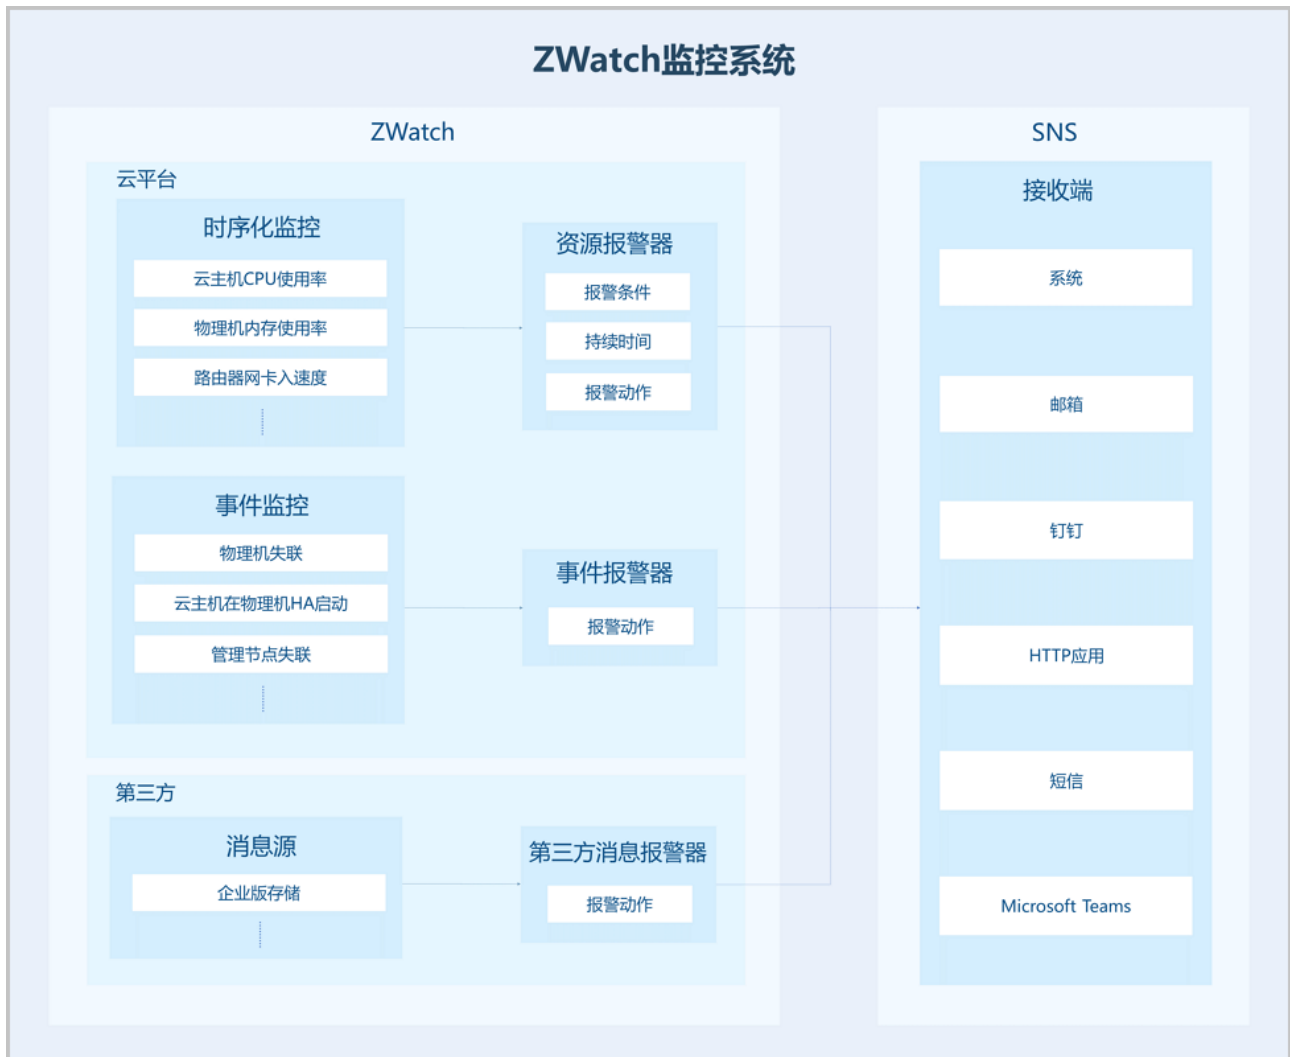 ZWatch监控系统
ZWatch
云平台
时序化监控
云主机CPU使用率
物理机内存使用率
路由器网卡入速度
资源报警器
报警条件
持续时间
报警动作
事件监控
物理机失联
云主机在物理机HA启动
管理节点失联
事件报警器
报警动作
第三方
消息源
企业版存储
第三方消息报警器
报警动作
SNS
接收端
系统
邮箱
钉钉
HTTP应用
短信
Microsoft Teams